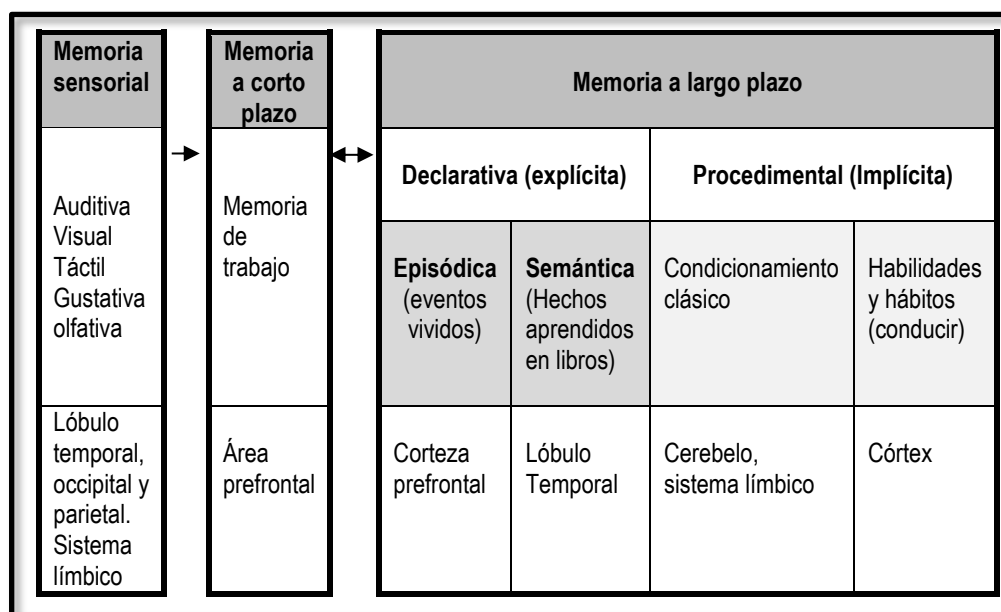 Memoria
sensorial
Auditiva
Visual
Táctil
Gustativa
olfativa
Lóbulo
temporal,
occipital y
parietal.
Sistema
límbico
Memoria
a corto
plazo
Memoria
de
trabajo
Área
prefrontal
Memoria a largo plazo
Declarativa (explícita)
Procedimental (Implícita)
Episódica
(eventos
vividos)
Semántica
(Hechos
aprendidos
en libros)
Condicionamiento
clásico
Habilidades
y hábitos
(conducir)
Corteza
prefrontal
Lóbulo
Temporal
Cerebelo,
sistema límbico
Córtex